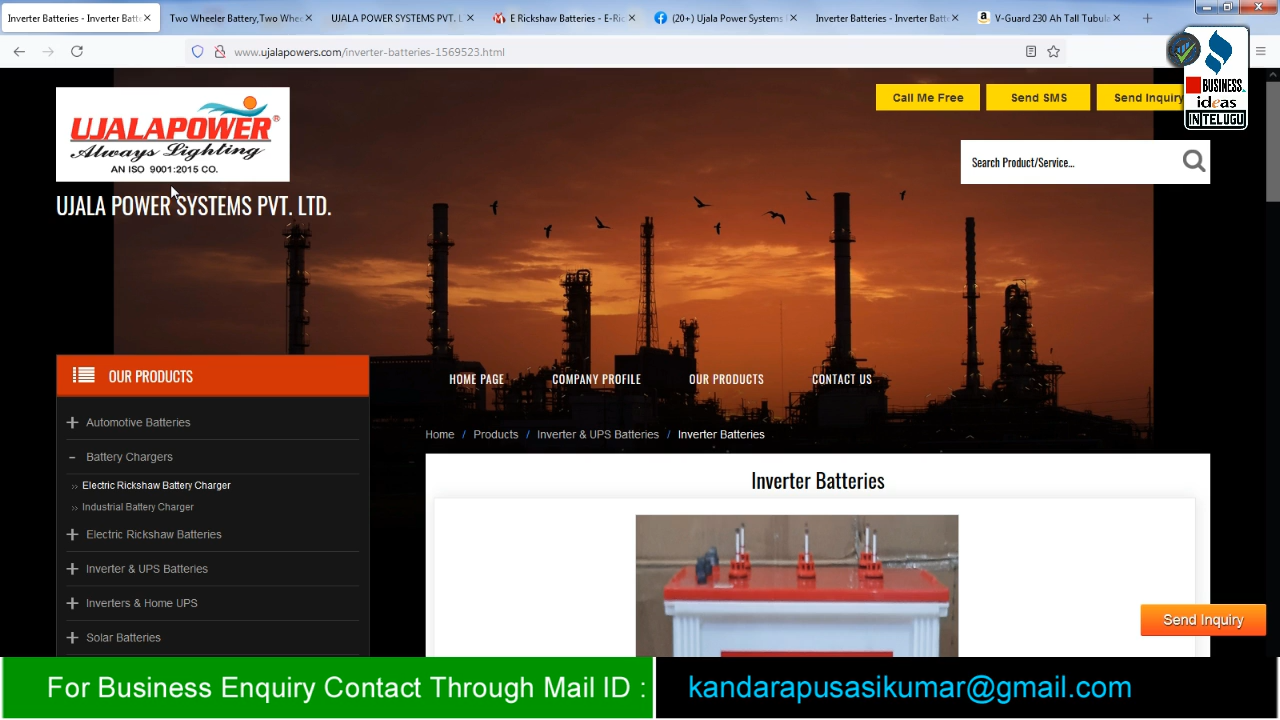 Inverter Batteries - Inverter Batte
Two Wheeler Battery,Two Whee
UJALA POWER SYSTEMS PVT. L
E Rickshaw Batteries - E-Ric
(20+) Ujala Power Systems
Inverter Batteries - Inverter Batt
V-Guard 230 Ah Tall Tubula
www.ujalapowers.com/inverter-batteries-1569523.html
BUSINESS
ideas
IN TELUGU
UJALAPOWER®
Always Lighting
AN ISO 9001:2015 CO.
Call Me Free
Send SMS
Send Inquiry
Search Product/Service...
UJALA POWER SYSTEMS PVT. LTD.
OUR PRODUCTS
HOME PAGE
COMPANY PROFILE
OUR PRODUCTS
CONTACT US
Automotive Batteries
Battery Chargers
Electric Rickshaw Battery Charger
Industrial Battery Charger
Electric Rickshaw Batteries
Inverter & UPS Batteries
Inverters & Home UPS
Solar Batteries
Home / Products / Inverter & UPS Batteries / Inverter Batteries
Inverter Batteries
Send Inquiry
For Business Enquiry Contact Through Mail ID :
kandarapusasikumar@gmail.com